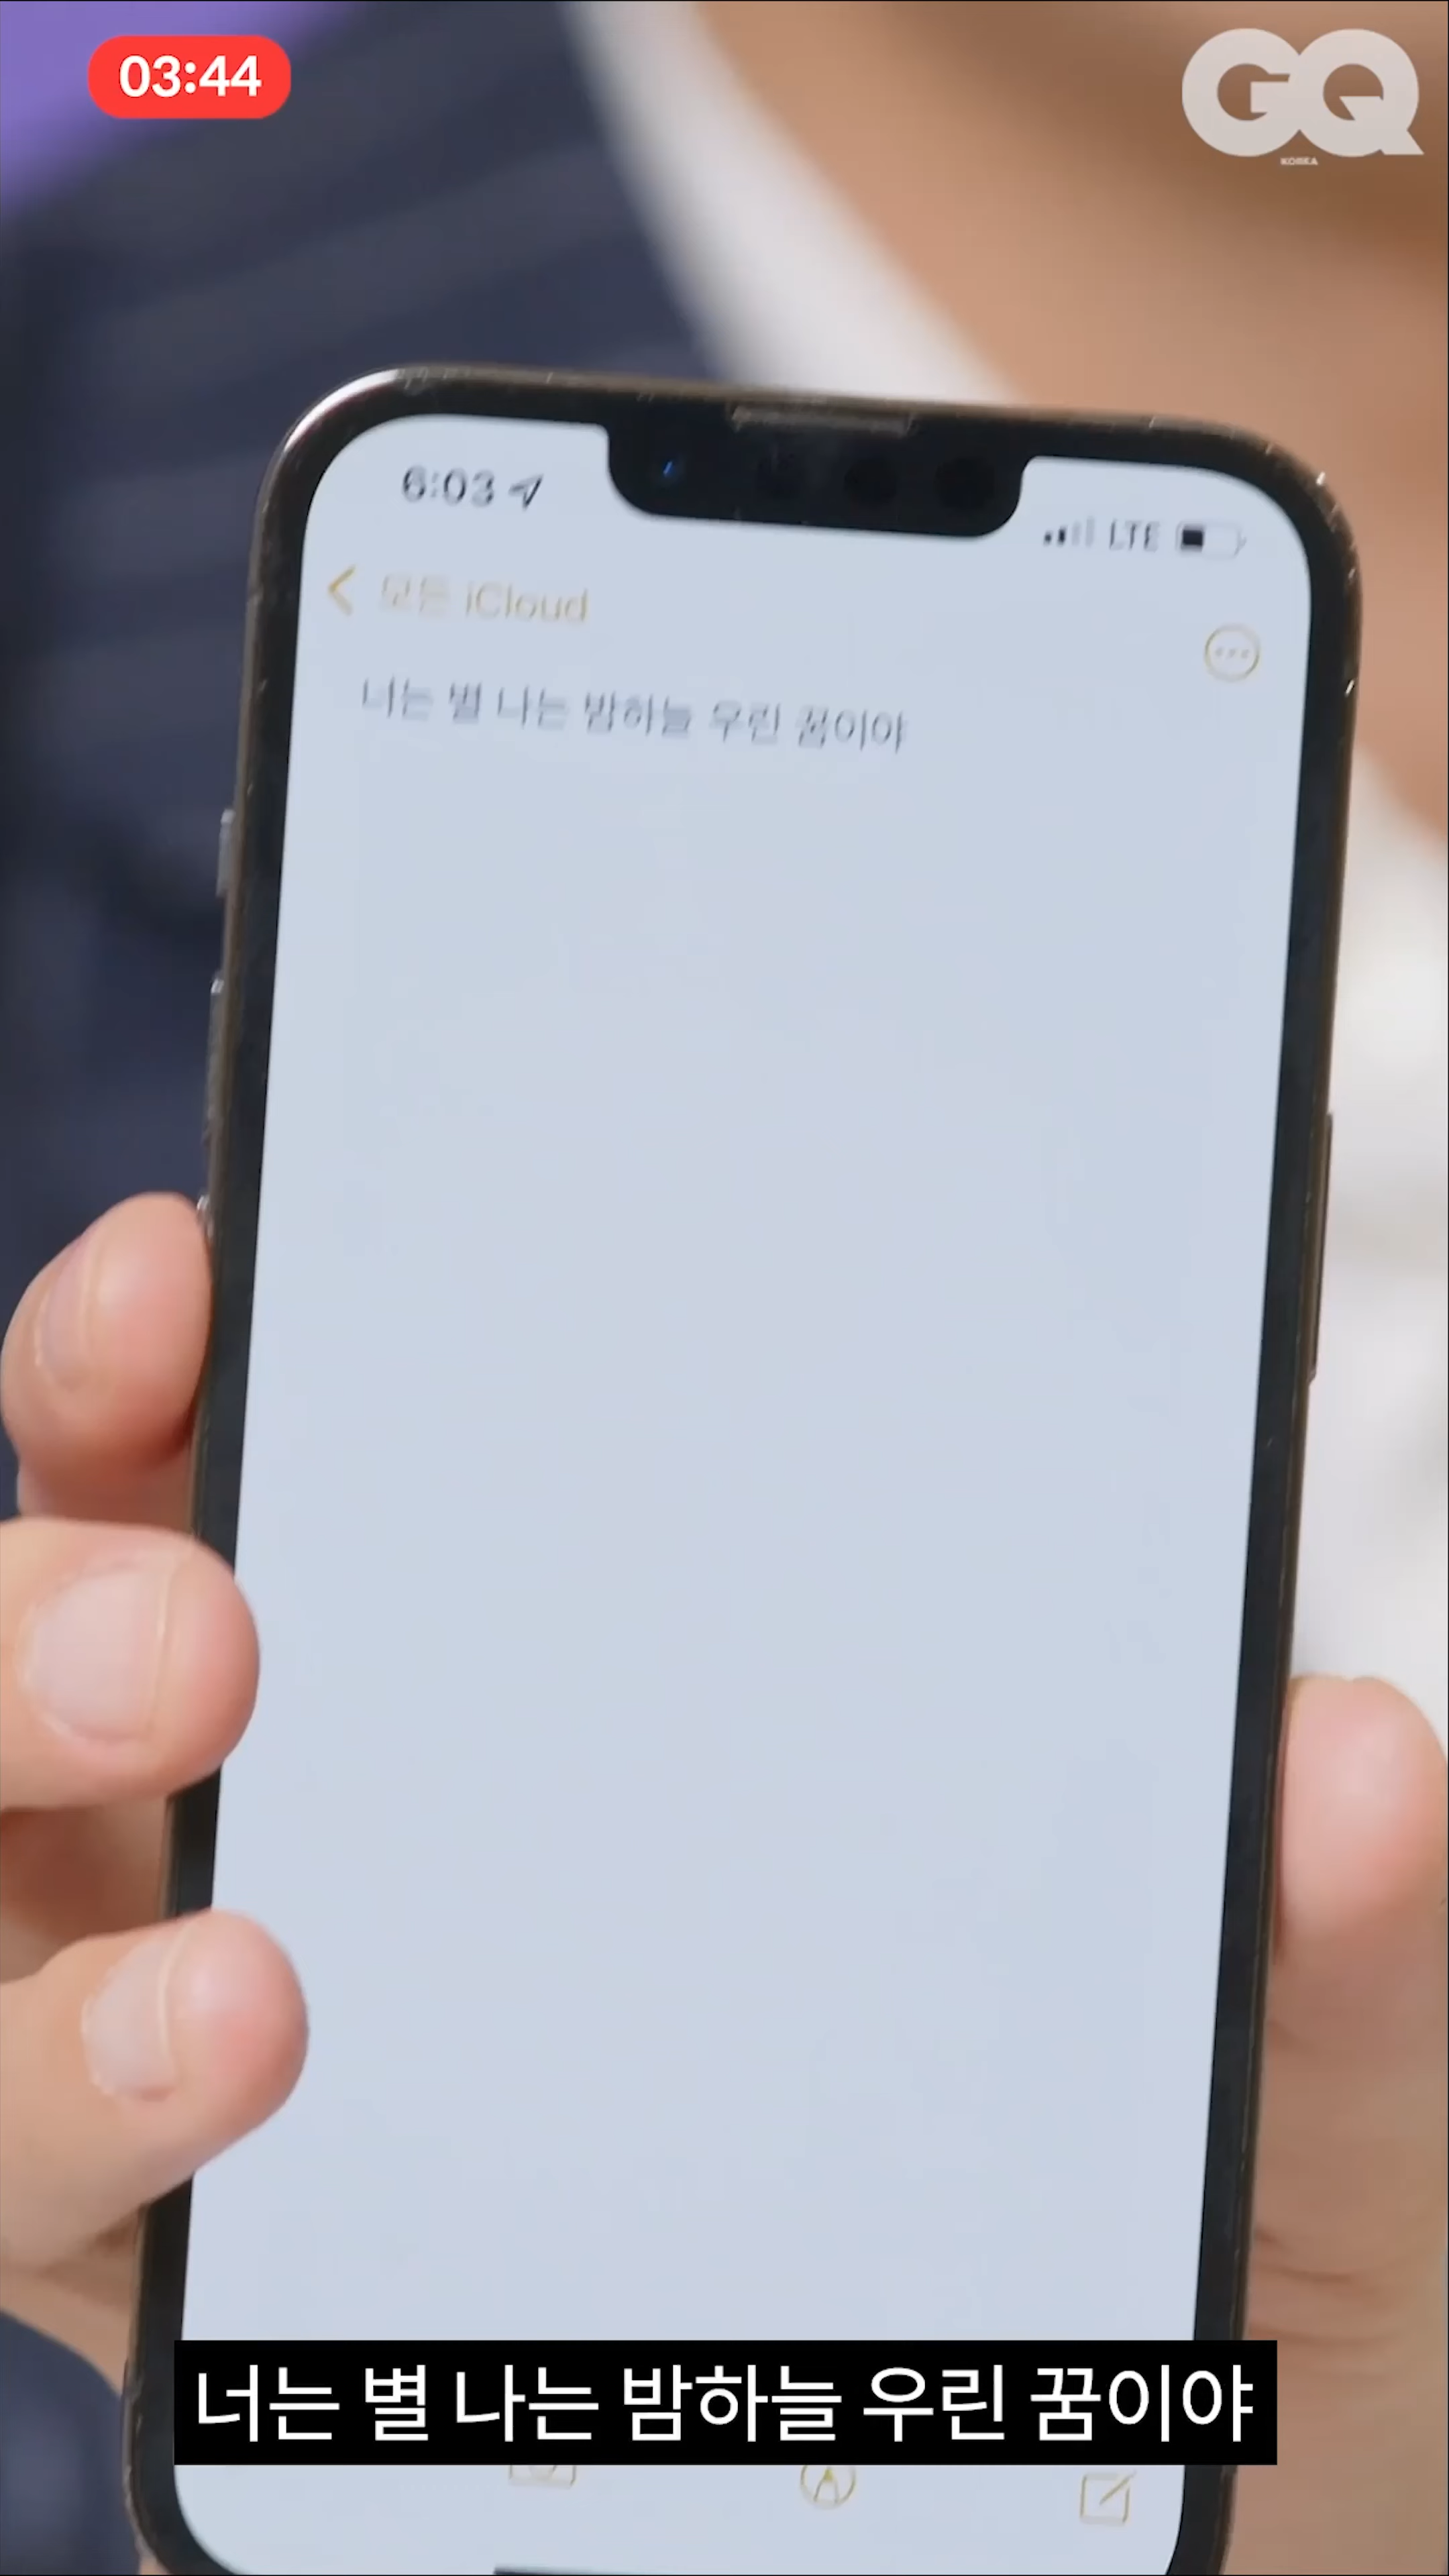 03:44
GQ
KOREA
6:03
LTE
모든 iCloud
너는 별 나는 밤하늘 우린 꿈이야
너는 별 나는 밤하늘 우린 꿈이야